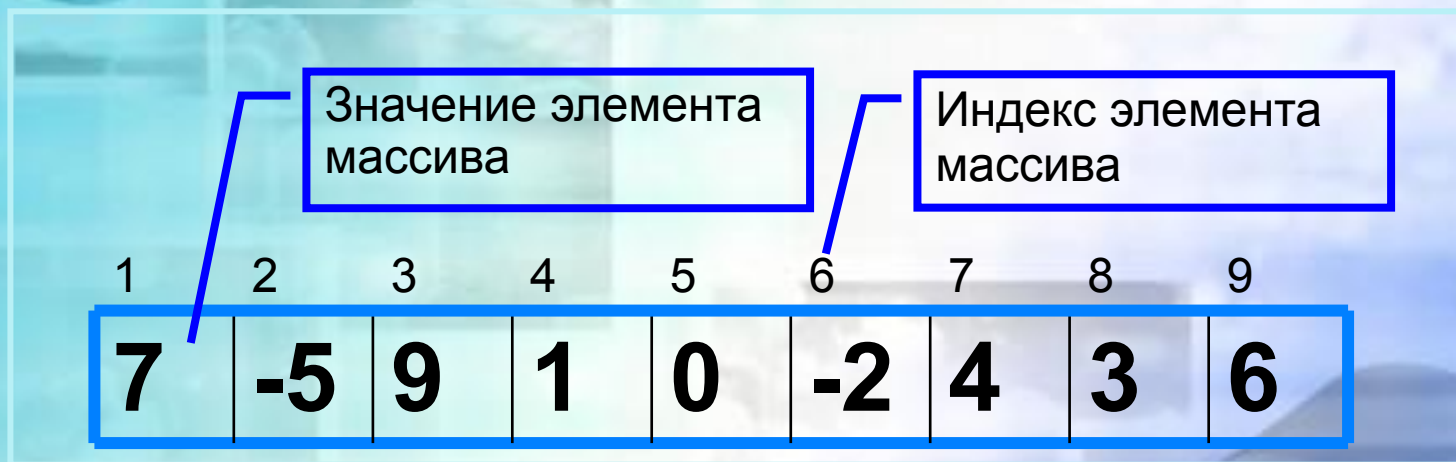 Значение элемента
массива
Индекс элемента
массива
1 2 3 4 5 6 7 8 9
7 -5 9 1 0 -2 4 3 6